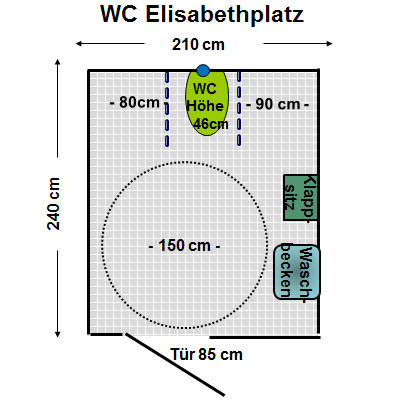 WC Elisabethplatz
210 cm
- 80cm -
WC
Höhe
46cm
- 90 cm -
240 cm
Klapp-
sitz
- 150 cm -
Wasch-
becken
Tür 85 cm